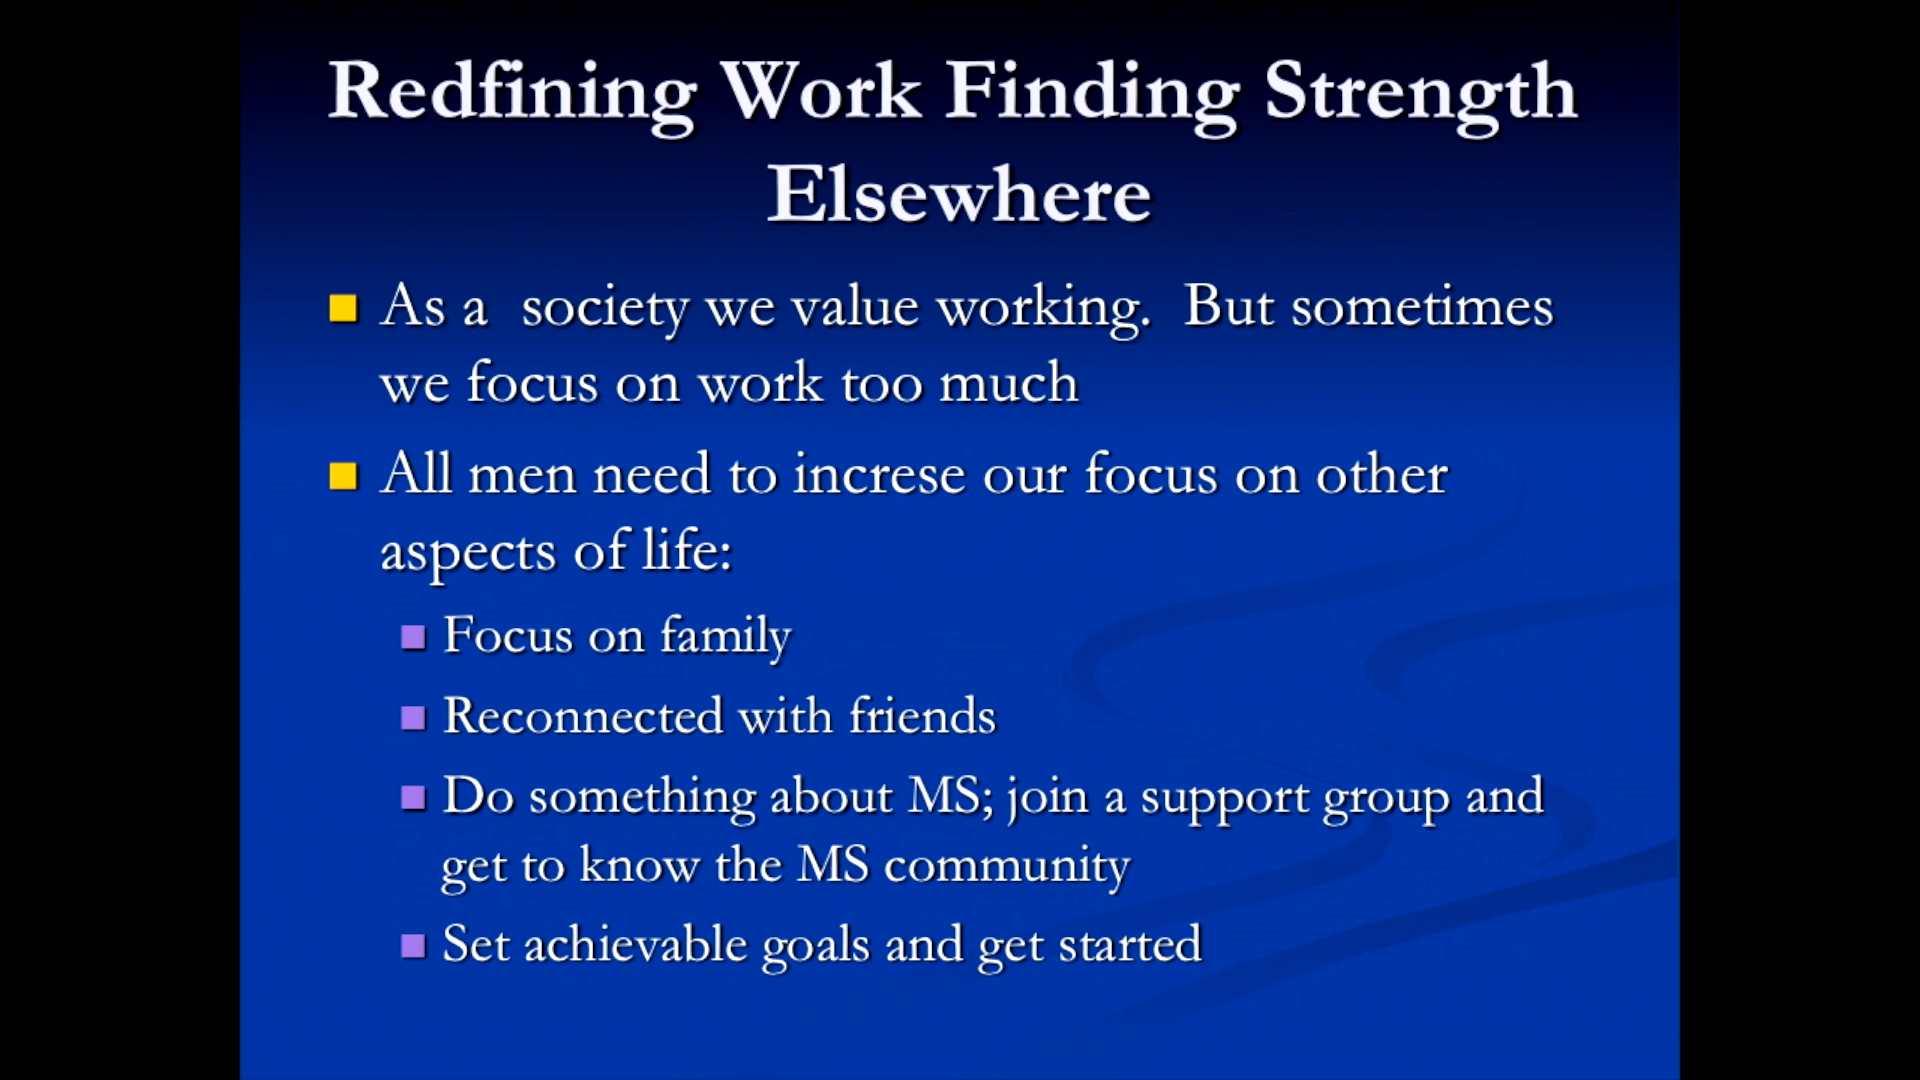 Redfining Work Finding Strength
Elsewhere
As a  society we value working.  But sometimes
we focus on work too much
All men need to increse our focus on other
aspects of life:
Focus on family
Reconnected with friends
Do something about MS; join a support group and
get to know the MS community
Set achievable goals and get started